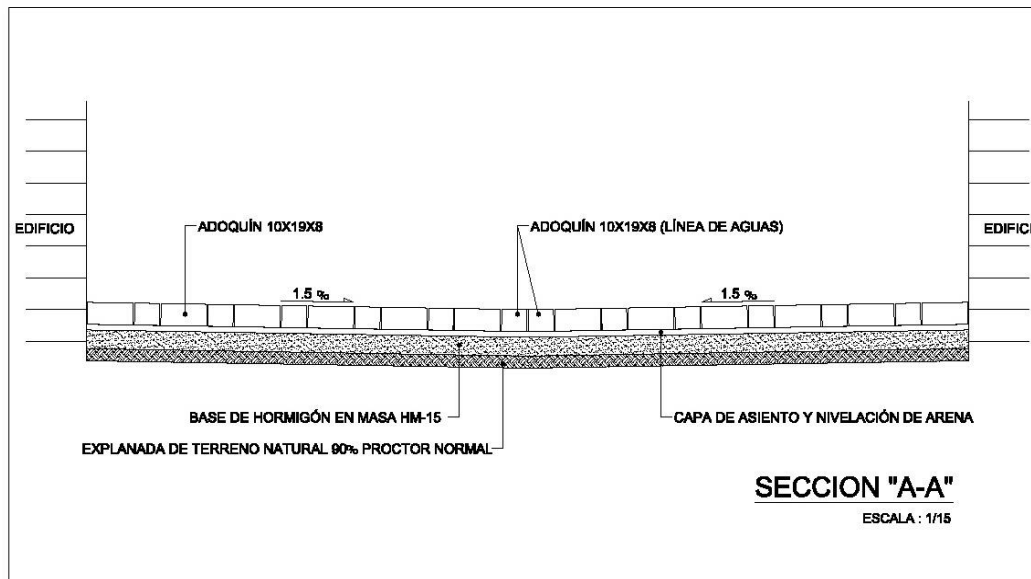 EDIFICIO
ADOQUÍN 10X19X8
ADOQUÍN 10X19X8 (LÍNEA DE AGUAS)
EDIFICI
1.5 %
1.5 %
BASE DE HORMIGÓN EN MASA HM-15
CAPA DE ASIENTO Y NIVELACIÓN DE ARENA
EXPLANADA DE TERRENO NATURAL 90% PROCTOR NORMAL
SECCION "A-A"
ESCALA : 1/15